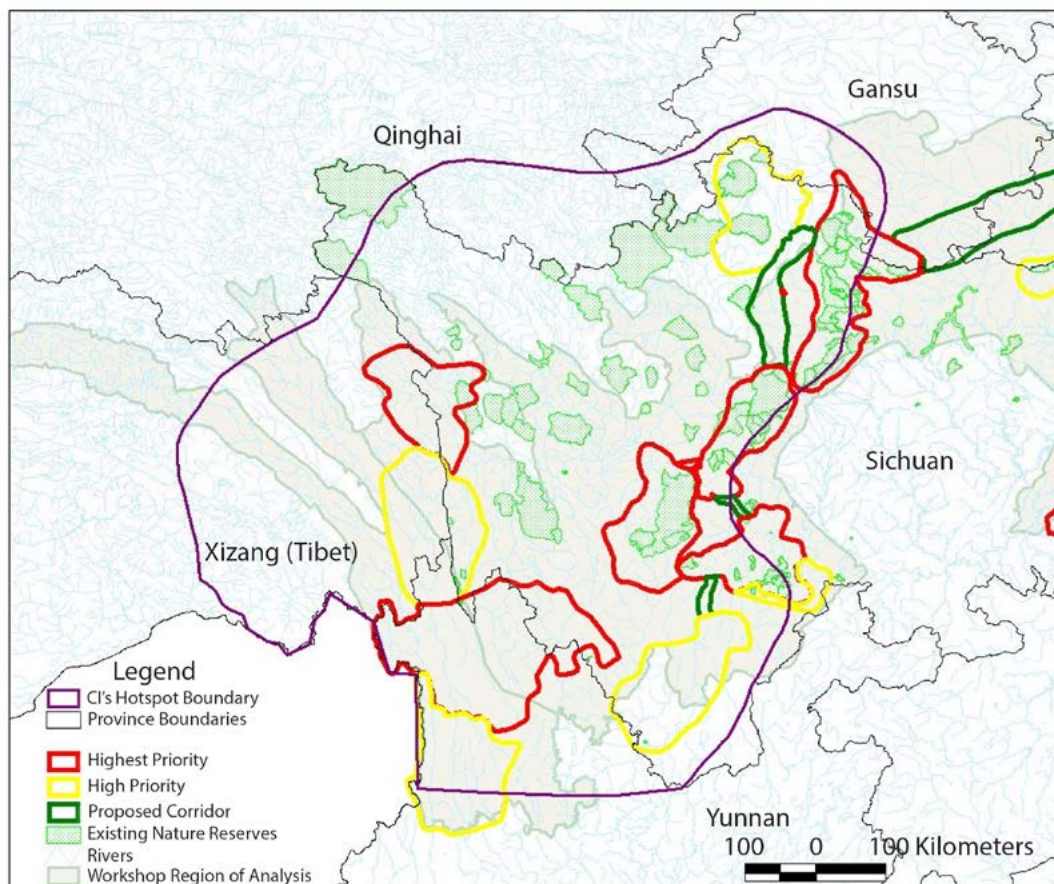 Gansu
Qinghai
Sichuan
Xizang (Tibet)
Legend
CI's Hotspot Boundary
Province Boundaries
Highest Priority
High Priority
Proposed Corridor
Existing Nature Reserves
Rivers
Workshop Region of Analysis
Yunnan
100 0 100 Kilometers